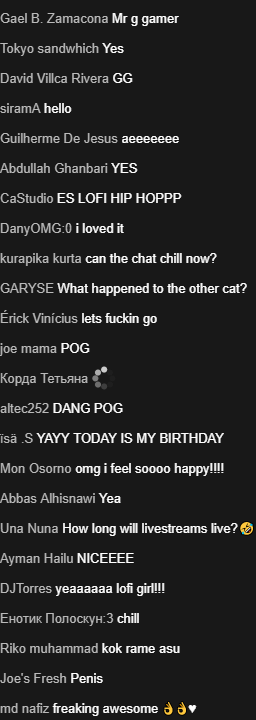 Gael B. Zamacona Mr g gamer
Tokyo sandwhich Yes
David Villca Rivera GG
siramA hello
Guilherme De Jesus aeeeeeee
Abdullah Ghanbari YES
CaStudio ES LOFI HIP HOPPP
DanyOMG:0 i loved it
kurapika kurta can the chat chill now?
GARYSE What happened to the other cat?
Érick Vinícius lets fuckin go
joe mama POG
Корда Тетьяна
altec252 DANG POG
ïsä .S YAYY TODAY IS MY BIRTHDAY
Mon Osorno omg i feel soooo happy!!!!
Abbas Alhisnawi Yea
Una Nuna How long will livestreams live?🤣
Ayman Hailu NICEEEE
DJTorres yeaaaaaa lofi girl!!!
Енотик Полоскун:3 chill
Riko muhammad kok rame asu
Joe's Fresh Penis
md nafiz freaking awesome 👌👌♥